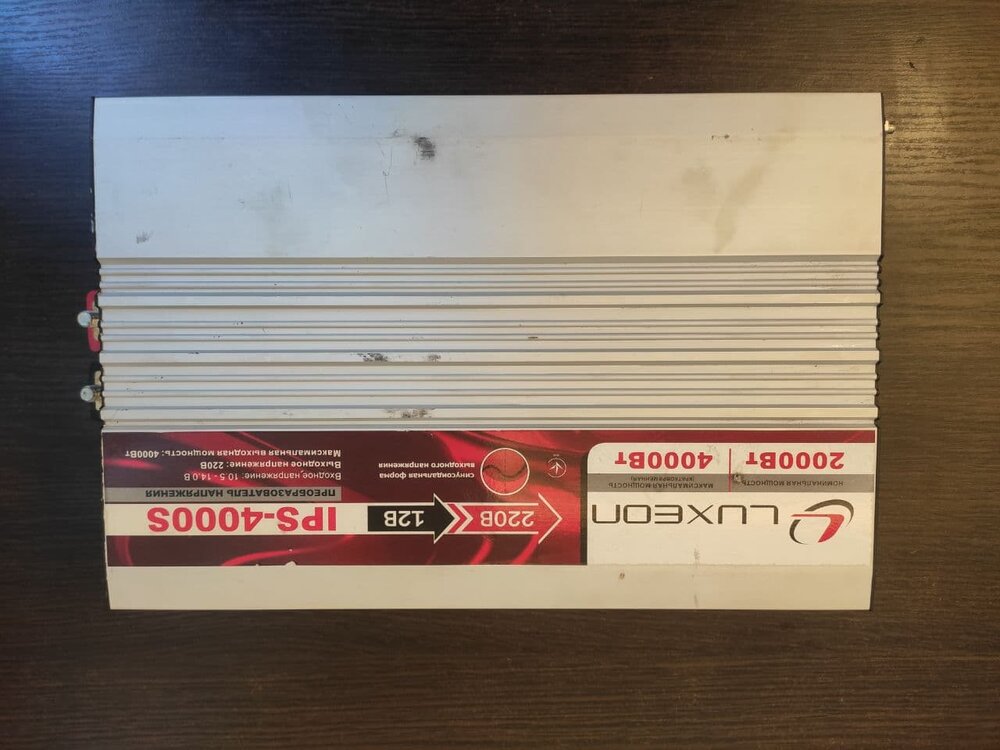 LUXEON
НОМИНАЛЬНАЯ МОЩНОСТЬ
2000Вт
МАКСИМАЛЬНАЯ МОЩНОСТЬ
(КРАТКОВРЕМЕННАЯ)
4000Вт
220В
12В
синусоидальная форма
выходного напряжения
IPS-4000S
ПРЕОБРАЗОВАТЕЛЬ НАПРЯЖЕНИЯ
Входное напряжение: 10.5 - 14.0 В
Выходное напряжение: 220В
Максимальная выходная мощность: 4000Вт